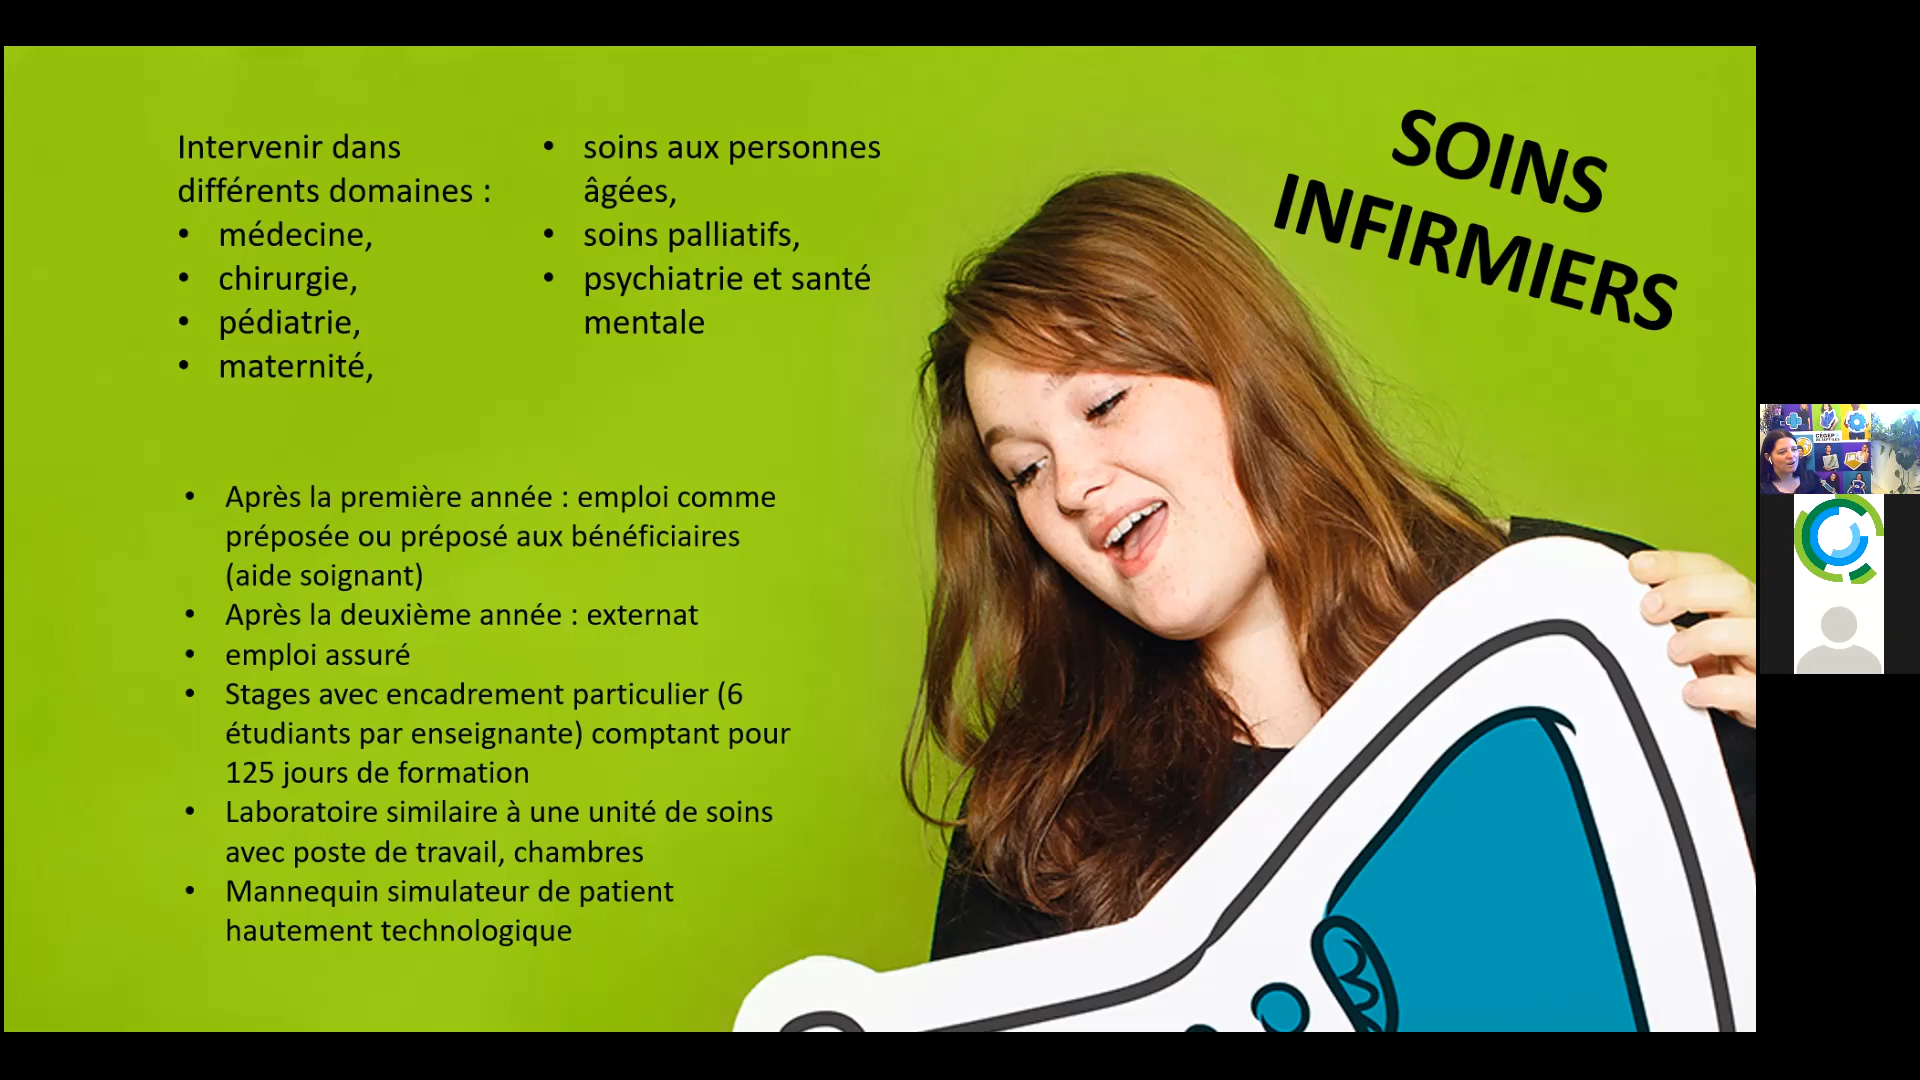 SOINS
INFIRMIERS
Intervenir dans
différents domaines :
• médecine,
• chirurgie,
• pédiatrie,
• maternité,
• soins aux personnes
âgées,
• soins palliatifs,
• psychiatrie et santé
mentale
• Après la première année : emploi comme
préposée ou préposé aux bénéficiaires
(aide soignant)
• Après la deuxième année : externat
• emploi assuré
• Stages avec encadrement particulier (6
étudiants par enseignante) comptant pour
125 jours de formation
• Laboratoire similaire à une unité de soins
avec poste de travail, chambres
• Mannequin simulateur de patient
hautement technologique
CEGEP